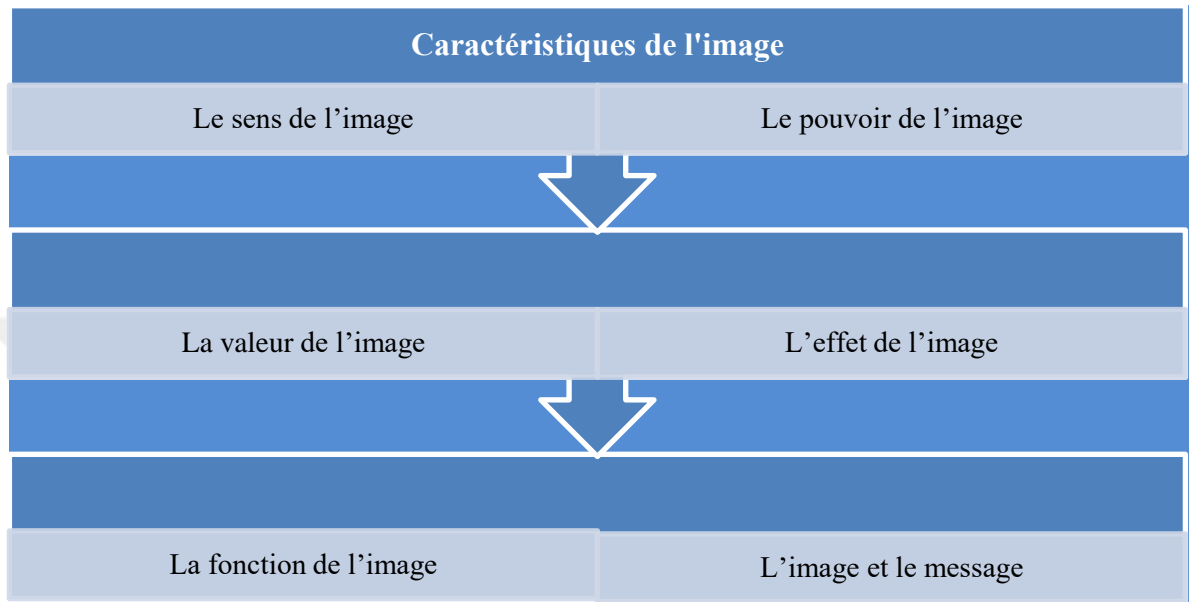 Caractéristiques de l'image
Le sens de l’image
Le pouvoir de l’image
La valeur de l’image
L’effet de l’image
La fonction de l’image
L’image et le message